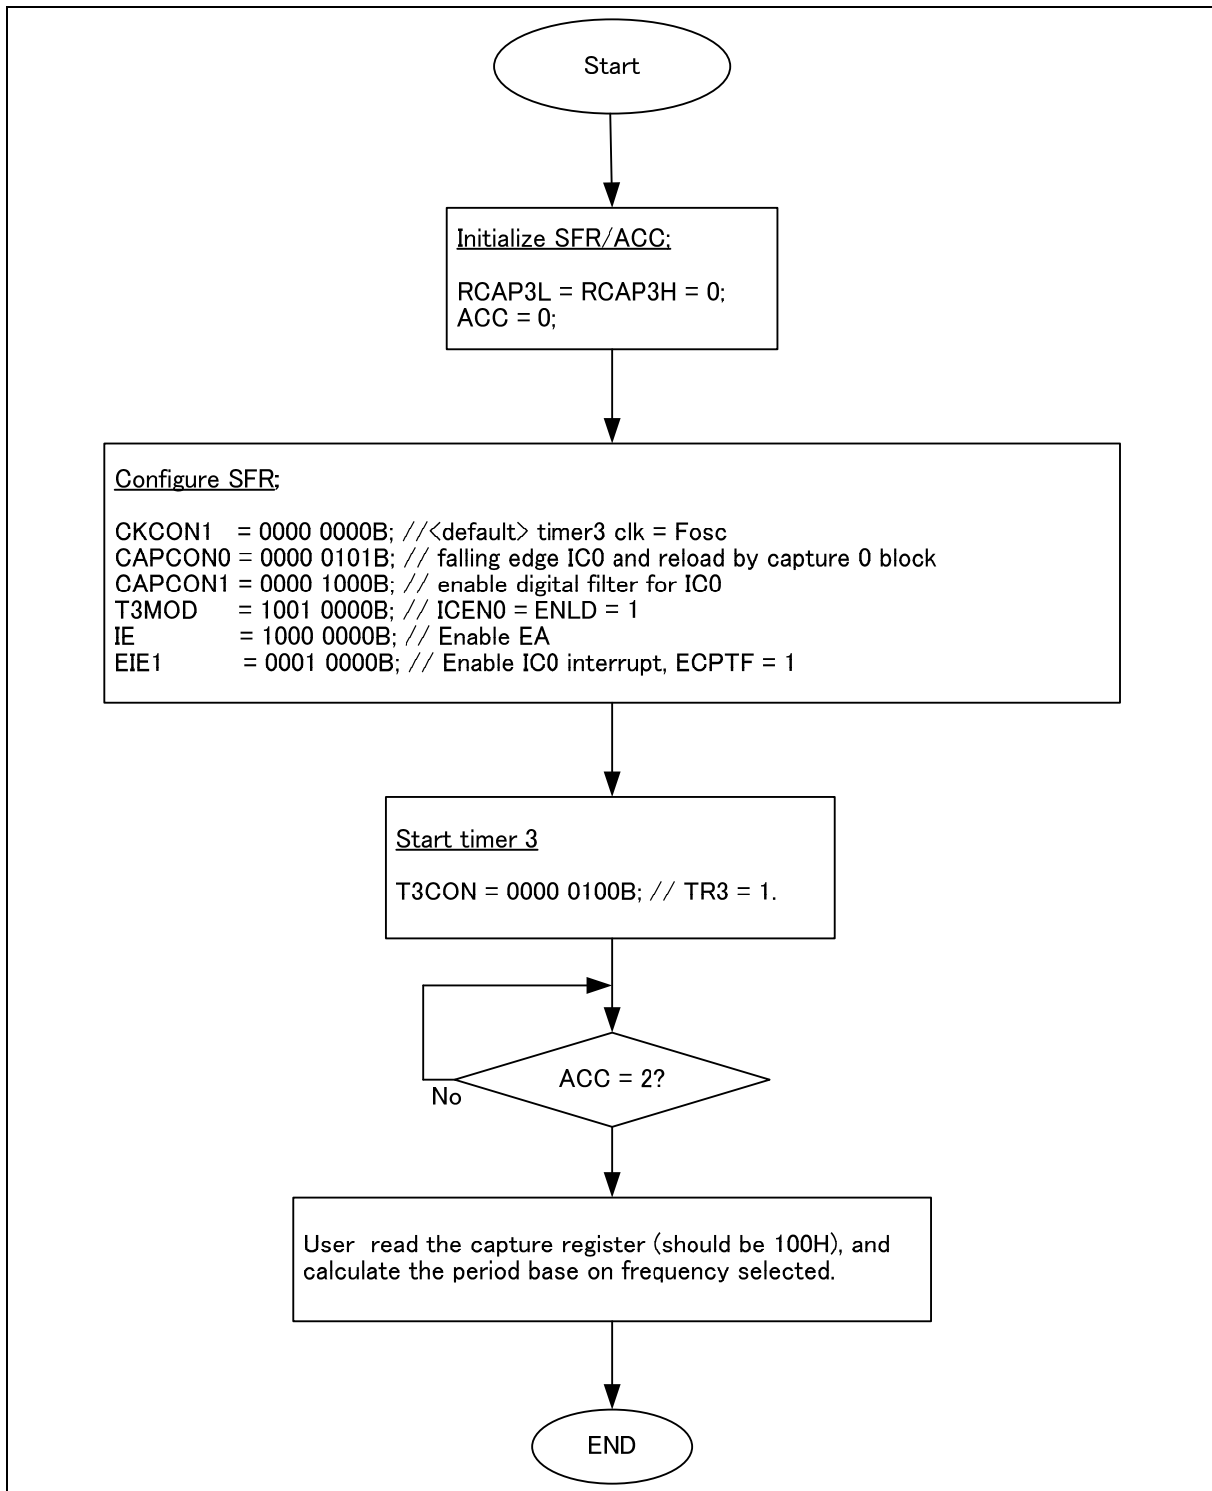 Start
Initialize SFR/ACC;
RCAP3L = RCAP3H = 0;
ACC = 0;
Configure SFR;
CKCON1 = 0000 0000B; //<default> timer3 clk = Fosc
CAPCON0 = 0000 0101B; // falling edge IC0 and reload by capture 0 block
CAPCON1 = 0000 1000B; // enable digital filter for IC0
T3MOD = 1001 0000B; // ICEN0 = ENLD = 1
IE = 1000 0000B; // Enable EA
EIE1 = 0001 0000B; // Enable IC0 interrupt, ECPTF = 1
Start timer 3
T3CON = 0000 0100B; // TR3 = 1.
ACC = 2?
No
User read the capture register (should be 100H), and
calculate the period base on frequency selected.
END